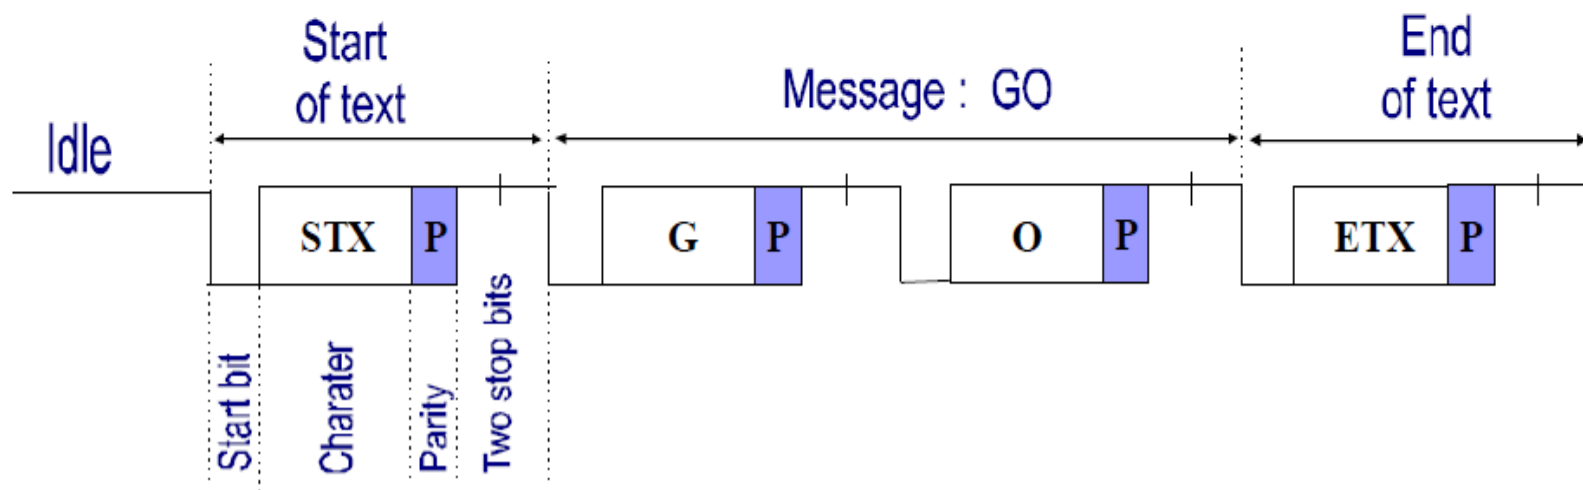 Start
of text
Message : GO
End
of text
Idle
STX P G P O P ETX P
Start bit
Charater
Parity
Two stop bits